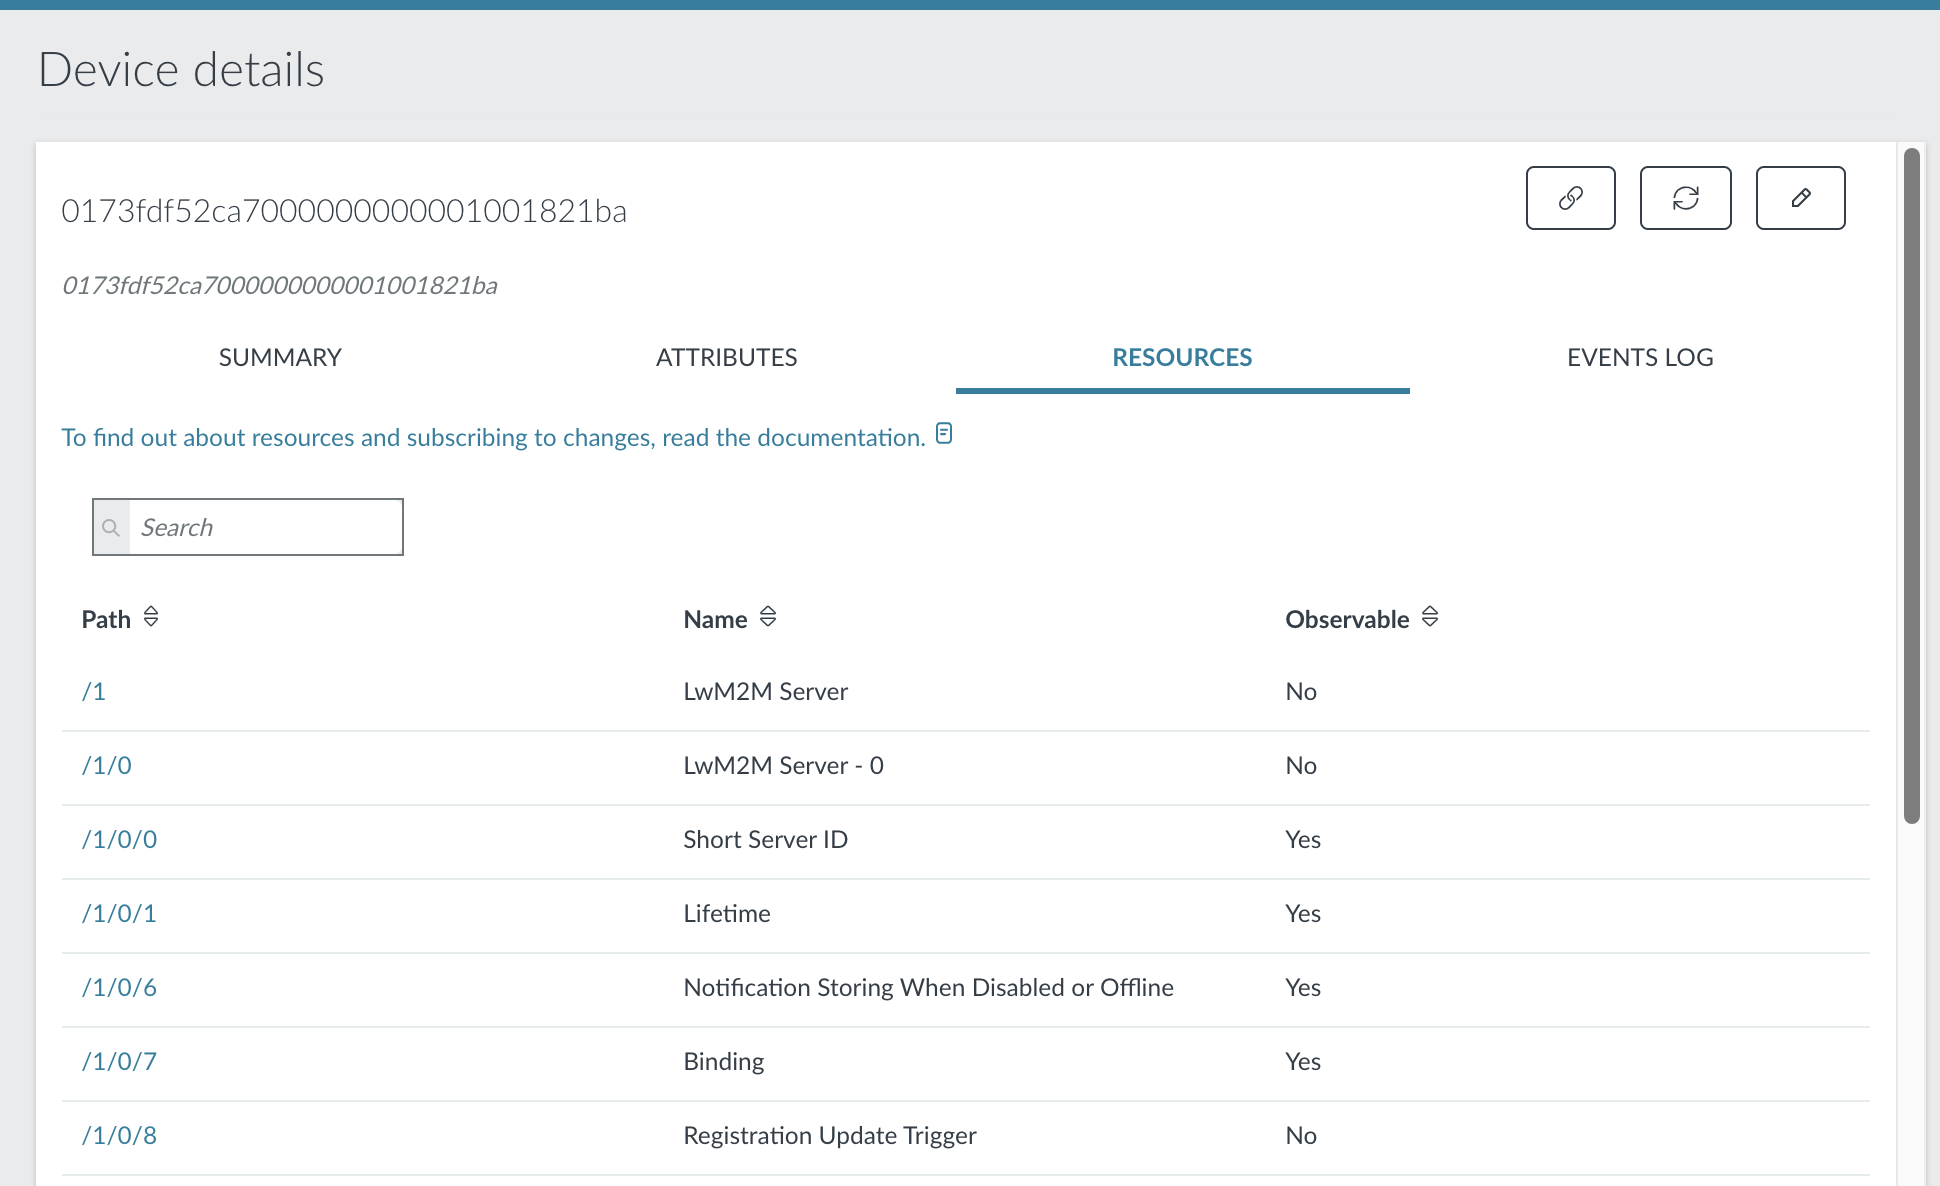 Device details
0173fdf52ca7000000000001001821ba
0173fdf52ca7000000000001001821ba
SUMMARY ATTRIBUTES RESOURCES EVENTS LOG
To find out about resources and subscribing to changes, read the documentation.
Search
Path Name Observable
/1 LwM2M Server No
/1/0 LwM2M Server - 0 No
/1/0/0 Short Server ID Yes
/1/0/1 Lifetime Yes
/1/0/6 Notification Storing When Disabled or Offline Yes
/1/0/7 Binding Yes
/1/0/8 Registration Update Trigger No